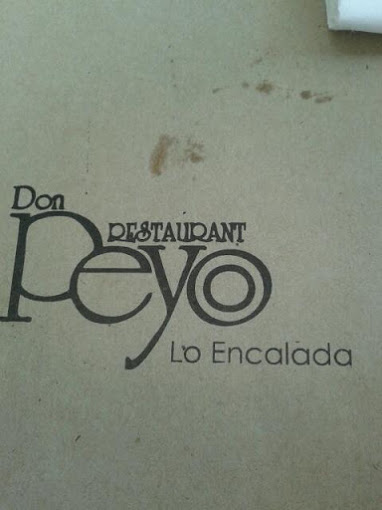 Don
RESTAURANT
Peyo
Lo Encalada